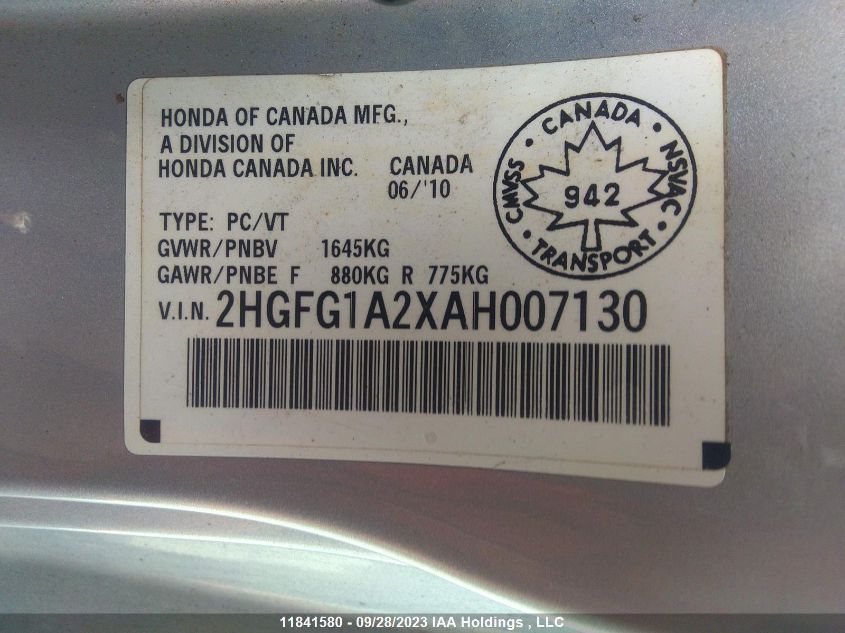 HONDA OF CANADA MFG.,
A DIVISION OF
HONDA CANADA INC. CANADA
06/'10
TYPE: PC/VT
GVWR/PNBV 1645KG
GAWR/PNBE F 880KG R 775KG
V.I.N. 2HGFG1A2XAH007130
• CANADA •
CMVSS
NSVAC
942
• TRANSPORT •
11841580 - 09/28/2023 IAA Holdings , LLC